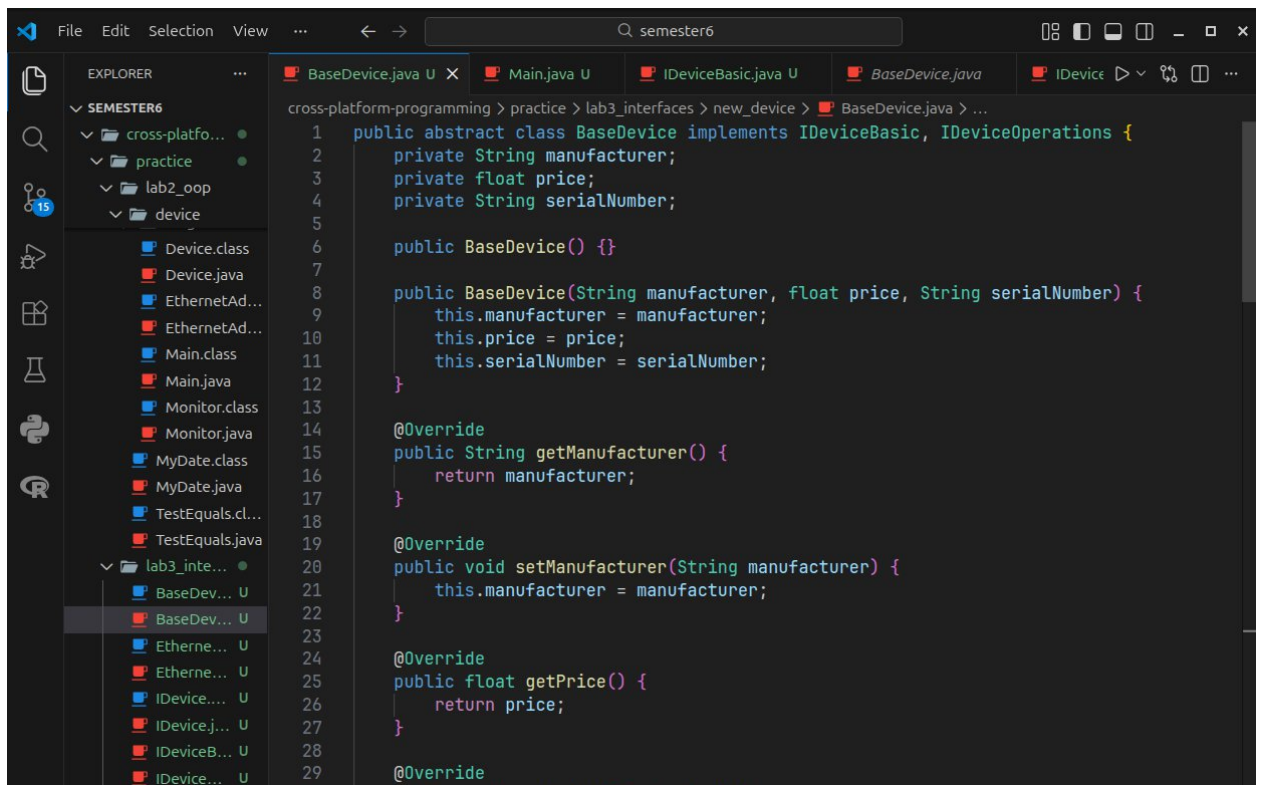 File Edit Selection View ... semester6
EXPLORER ...
SEMESTER6
cross-platfo...
practice
lab2_oop
device
Device.class
Device.java
EthernetAd...
EthernetAd...
Main.class
Main.java
Monitor.class
Monitor.java
MyDate.class
MyDate.java
TestEquals.cl...
TestEquals.java
lab3_inte...
BaseDev... U
BaseDev... U
Etherne... U
Etherne... U
IDevice.... U
IDevice.j... U
IDeviceB... U
IDevice... U
15
BaseDevice.java U Main.java U IDeviceBasic.java U BaseDevice.java IDevice ...
cross-platform-programming > practice > lab3_interfaces > new_device > BaseDevice.java > ...
1 public abstract class BaseDevice implements IDeviceBasic, IDeviceOperations {
2 private String manufacturer;
3 private float price;
4 private String serialNumber;
5
6 public BaseDevice() {}
7
8 public BaseDevice(String manufacturer, float price, String serialNumber) {
9 this.manufacturer = manufacturer;
10 this.price = price;
11 this.serialNumber = serialNumber;
12 }
13
14 @Override
15 public String getManufacturer() {
16 return manufacturer;
17 }
18
19 @Override
20 public void setManufacturer(String manufacturer) {
21 this.manufacturer = manufacturer;
22 }
23
24 @Override
25 public float getPrice() {
26 return price;
27 }
28
29 @Override